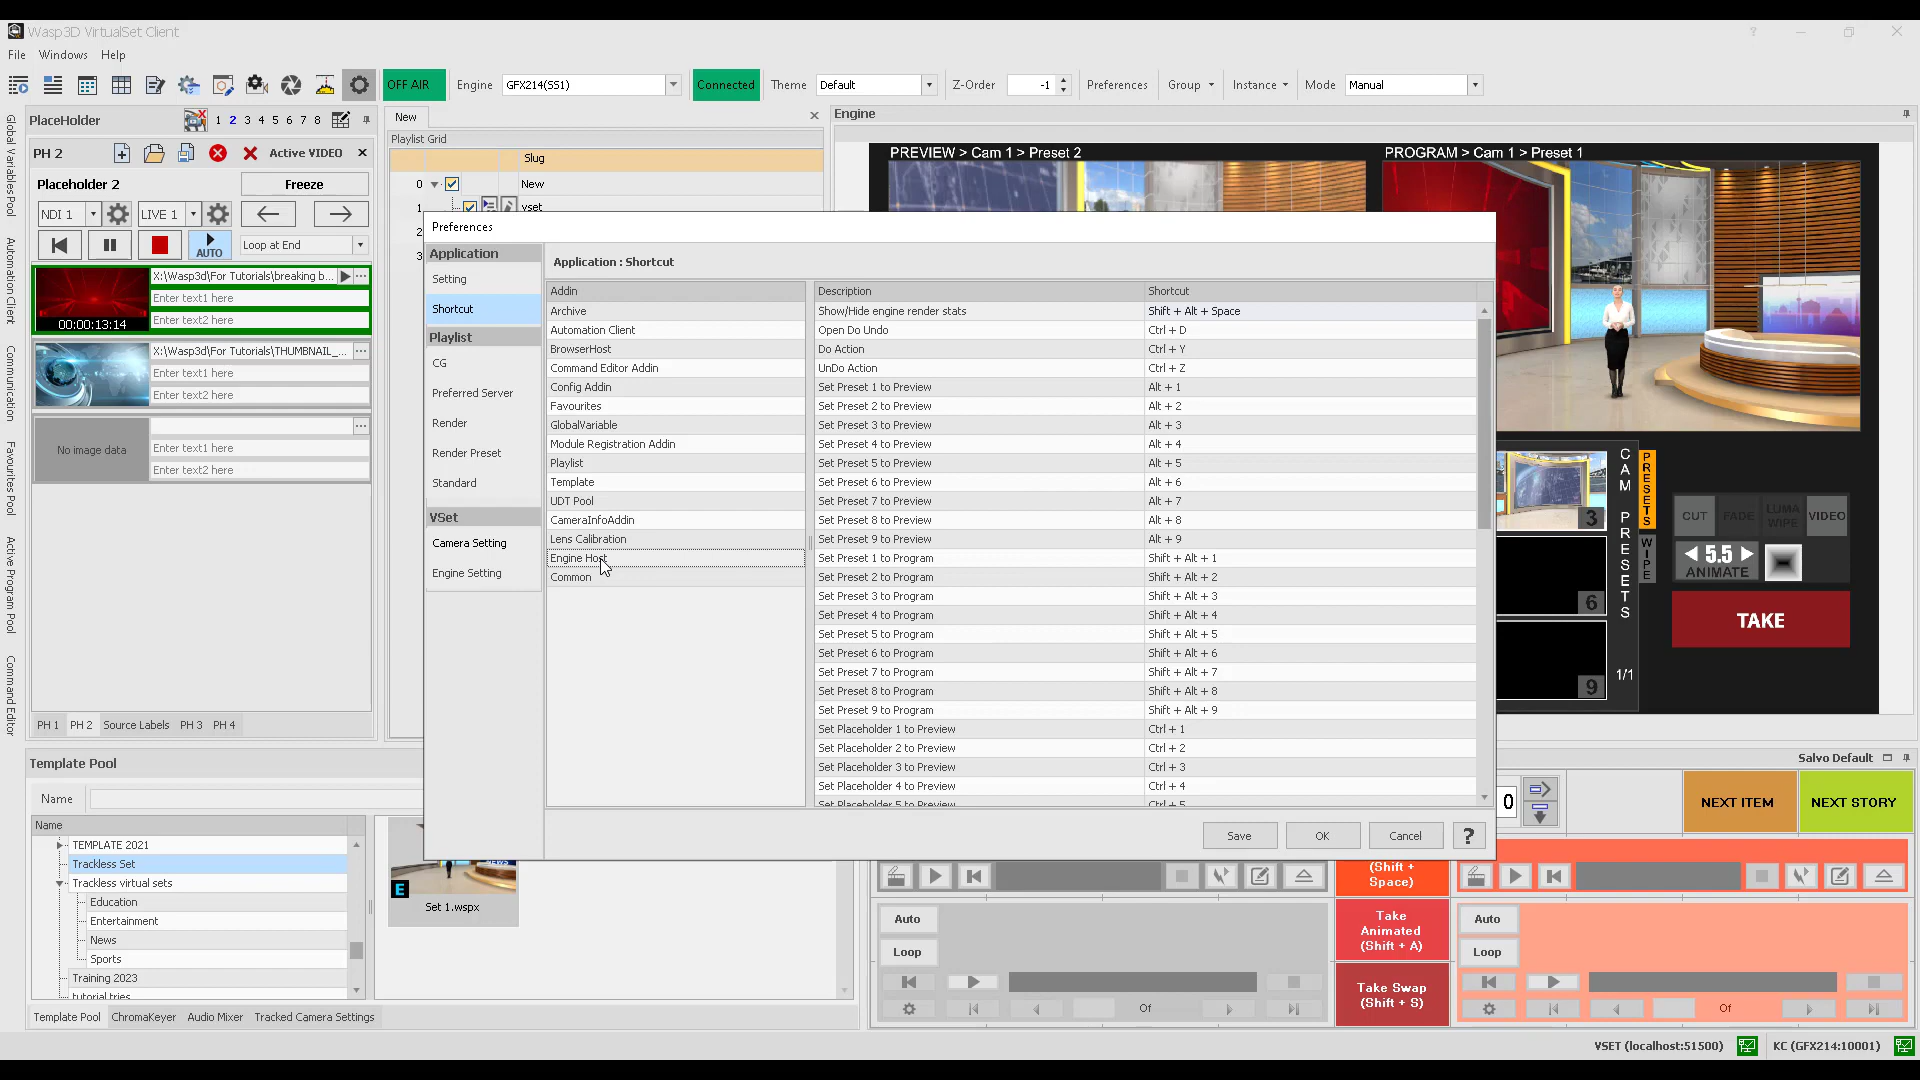 Wasp3D VirtualSet Client
File Windows Help
OFF AIR Engine GFX214(SS1) Connected Theme Default Z-Order -1 Preferences Group Instance Mode Manual
Global Variables Pool
Automation Client
Communication
Favourites Pool
Active Program Pool
Command Editor
PlaceHolder 1 2 3 4 5 6 7 8
PH 2 Active VIDEO
Placeholder 2 Freeze
NDI 1 LIVE 1
AUTO Loop at End
X:\Wasp3d\For Tutorials\breaking b...
Enter text1 here
00:00:13:14 Enter text2 here
X:\Wasp3d\For Tutorials\THUMBNAIL_...
Enter text1 here
Enter text2 here
No image data
Enter text1 here
Enter text2 here
PH 1 PH 2 Source Labels PH 3 PH 4
New
Playlist Grid
Slug
0 New
1 vset
2
3
Engine
PREVIEW > Cam 1 > Preset 2 PROGRAM > Cam 1 > Preset 1
Preferences
Application
Setting
Shortcut
Playlist
CG
Preferred Server
Render
Render Preset
Standard
VSet
Camera Setting
Engine Setting
Application : Shortcut
Addin
Archive
Automation Client
BrowserHost
Command Editor Addin
Config Addin
Favourites
GlobalVariable
Module Registration Addin
Playlist
Template
UDT Pool
CameraInfoAddin
Lens Calibration
Engine Host
Common
Description Shortcut
Show/Hide engine render stats Shift + Alt + Space
Open Do Undo Ctrl + D
Do Action Ctrl + Y
UnDo Action Ctrl + Z
Set Preset 1 to Preview Alt + 1
Set Preset 2 to Preview Alt + 2
Set Preset 3 to Preview Alt + 3
Set Preset 4 to Preview Alt + 4
Set Preset 5 to Preview Alt + 5
Set Preset 6 to Preview Alt + 6
Set Preset 7 to Preview Alt + 7
Set Preset 8 to Preview Alt + 8
Set Preset 9 to Preview Alt + 9
Set Preset 1 to Program Shift + Alt + 1
Set Preset 2 to Program Shift + Alt + 2
Set Preset 3 to Program Shift + Alt + 3
Set Preset 4 to Program Shift + Alt + 4
Set Preset 5 to Program Shift + Alt + 5
Set Preset 6 to Program Shift + Alt + 6
Set Preset 7 to Program Shift + Alt + 7
Set Preset 8 to Program Shift + Alt + 8
Set Preset 9 to Program Shift + Alt + 9
Set Placeholder 1 to Preview Ctrl + 1
Set Placeholder 2 to Preview Ctrl + 2
Set Placeholder 3 to Preview Ctrl + 3
Set Placeholder 4 to Preview Ctrl + 4
Set Placeholder 5 to Preview Ctrl + 5
Save OK Cancel ?
3
6
9
CAM PRESETS
1/1
PRESETS
WIPE
CUT FADE LUMA WIPE VIDEO
5.5
ANIMATE
TAKE
Template Pool
Name
Name
TEMPLATE 2021
Trackless Set
Trackless virtual sets
Education
Entertainment
News
Sports
Training 2023
tutorial tries
E
Set 1.wspx
Template Pool ChromaKeyer Audio Mixer Tracked Camera Settings
Salvo Default
0 NEXT ITEM NEXT STORY
(Shift +
Space)
Auto
Loop
Of
Take
Animated
(Shift + A)
Take Swap
(Shift + S)
Auto
Loop
Of
VSET (localhost:51500) KC (GFX214:10001)